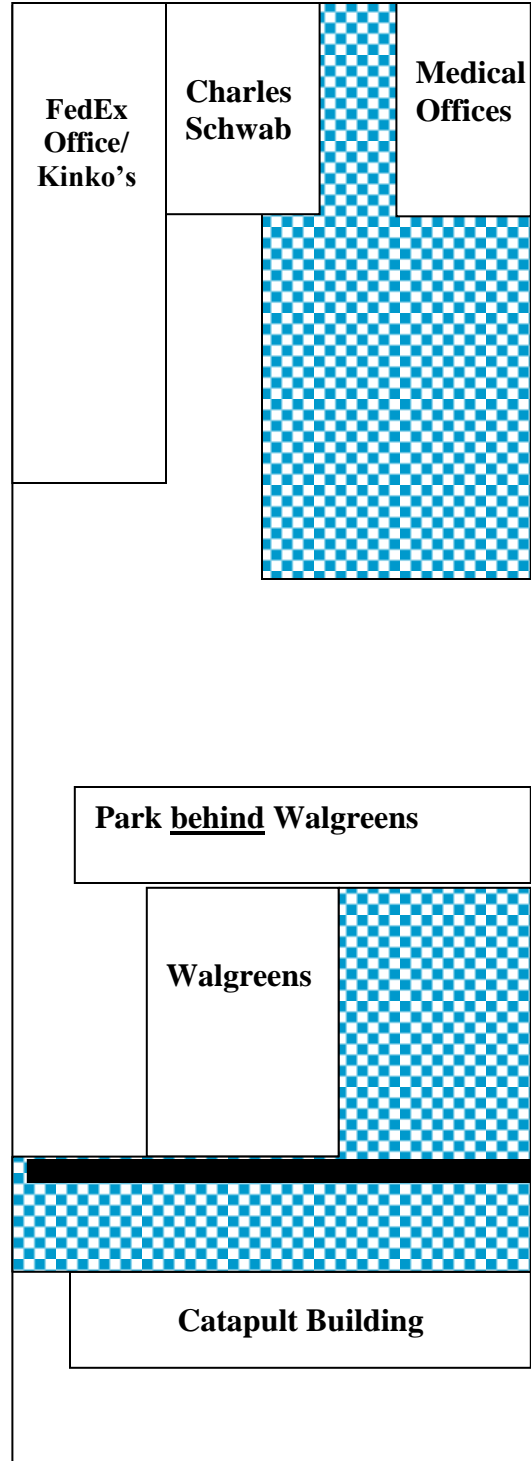 FedEx
Office/
Kinko's
Charles
Schwab
Medical
Offices
Park behind Walgreens
Walgreens
Catapult Building